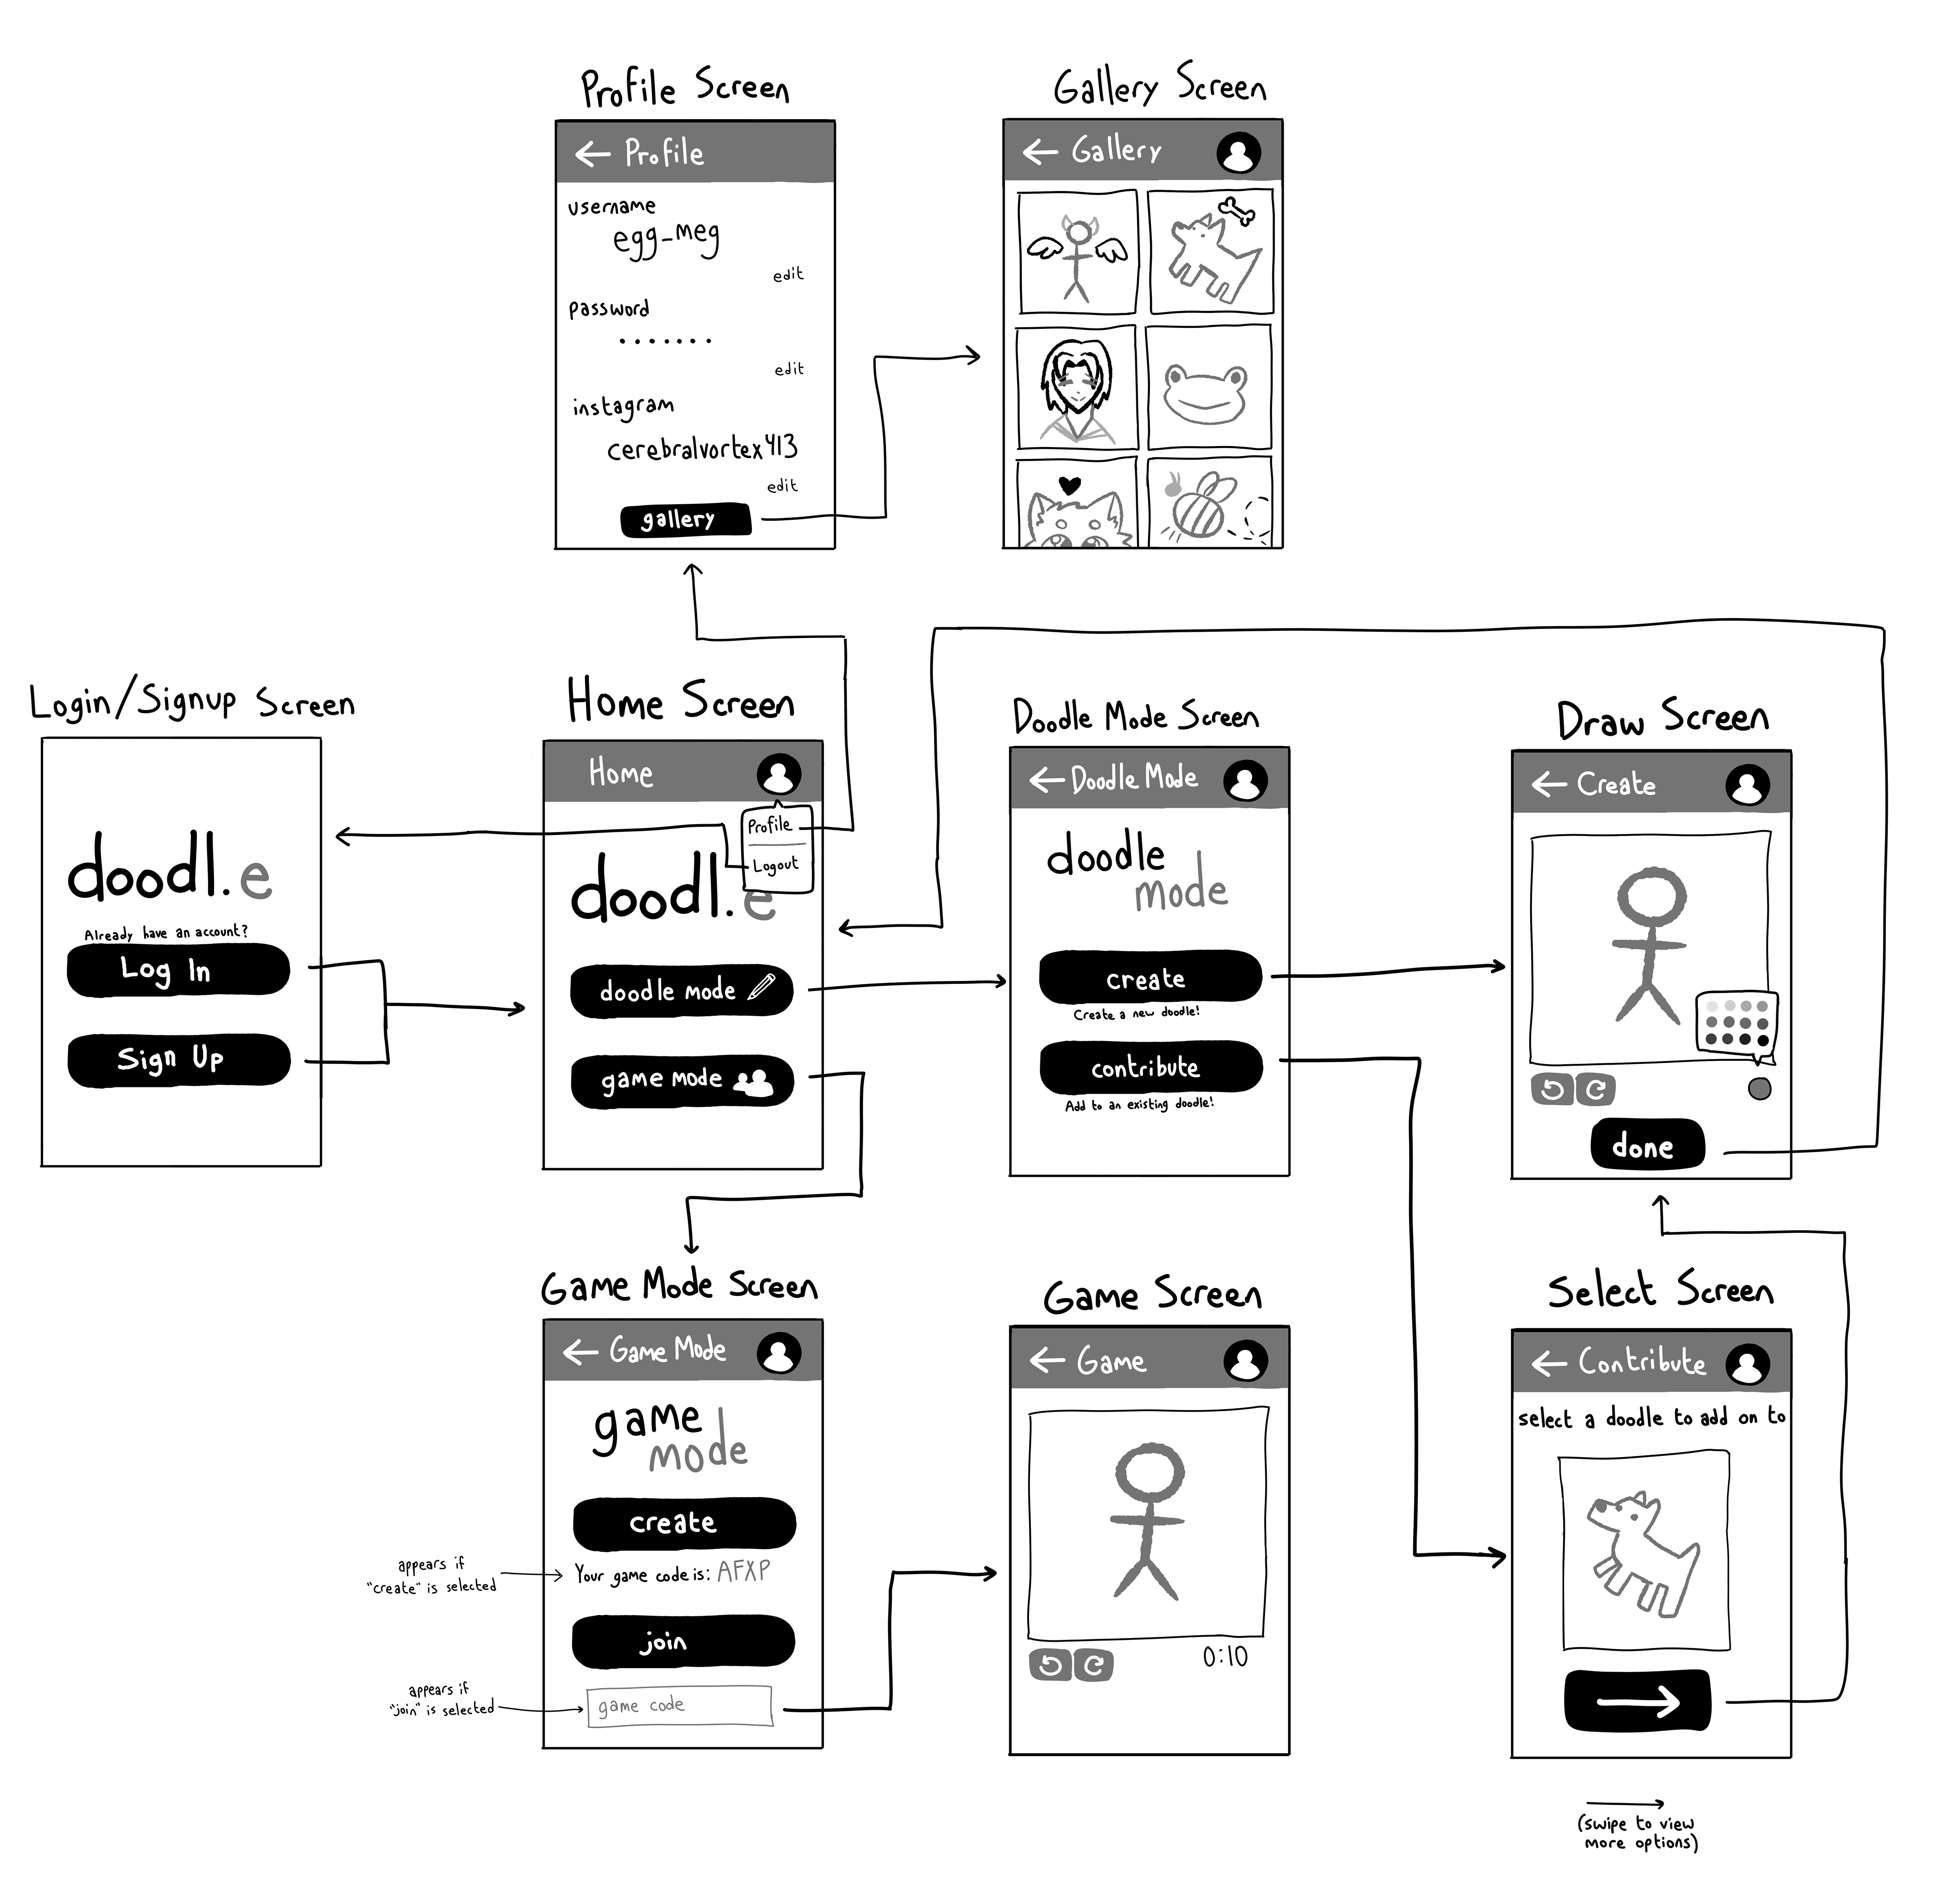 Profile Screen
← Profile
username
egg_meg
edit
password
.......
edit
instagram
cerebralvortex413
edit
gallery
Gallery Screen
← Gallery
Login/Signup Screen
doodl.e
Already have an account?
Log In
Sign Up
Home Screen
Home
Profile
Logout
doodl.e
doodle mode
game mode
Doodle Mode Screen
← Doodle Mode
doodle
mode
create
Create a new doodle!
contribute
Add to an existing doodle!
Draw Screen
← Create
done
Game Mode Screen
← Game Mode
game
mode
create
appears if
"create" is selected
Your game code is: AFXP
join
appears if
"join" is selected
game code
Game Screen
← Game
0:10
Select Screen
← Contribute
select a doodle to add on to
(swipe to view
more options)